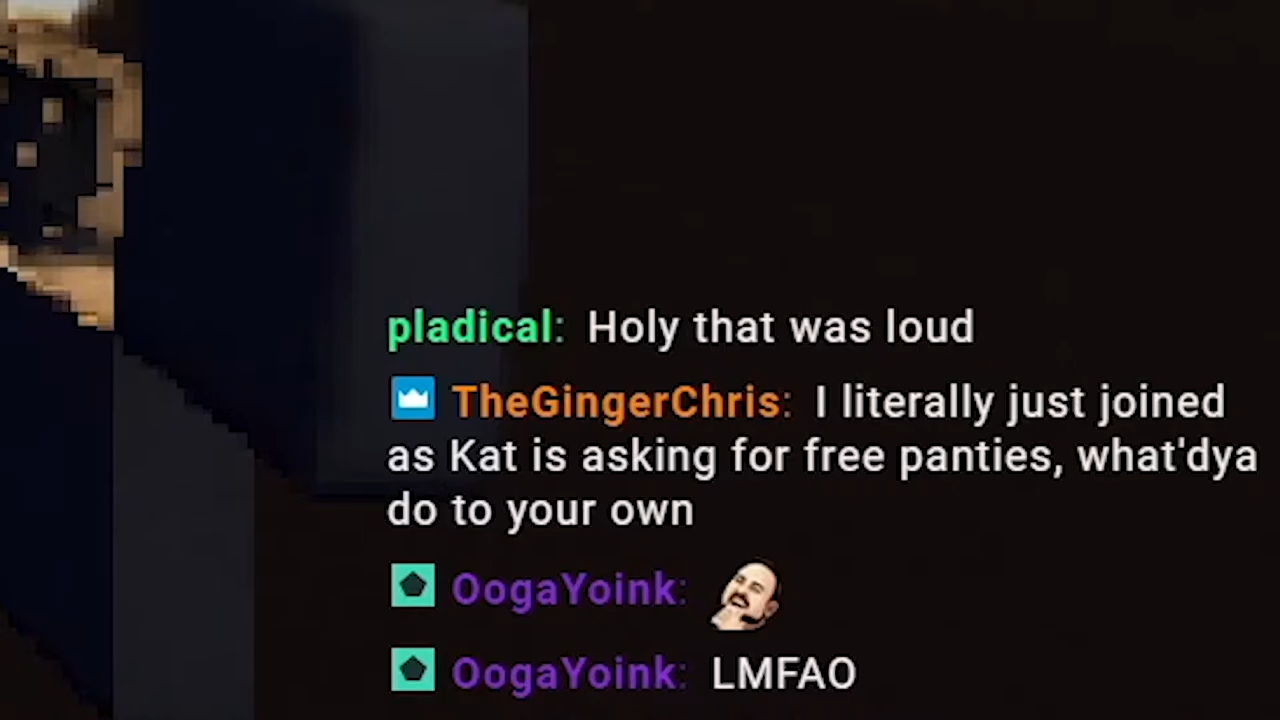 pladical: Holy that was loud
TheGingerChris: I literally just joined
as Kat is asking for free panties, what'dya
do to your own
OogaYoink:
OogaYoink: LMFAO